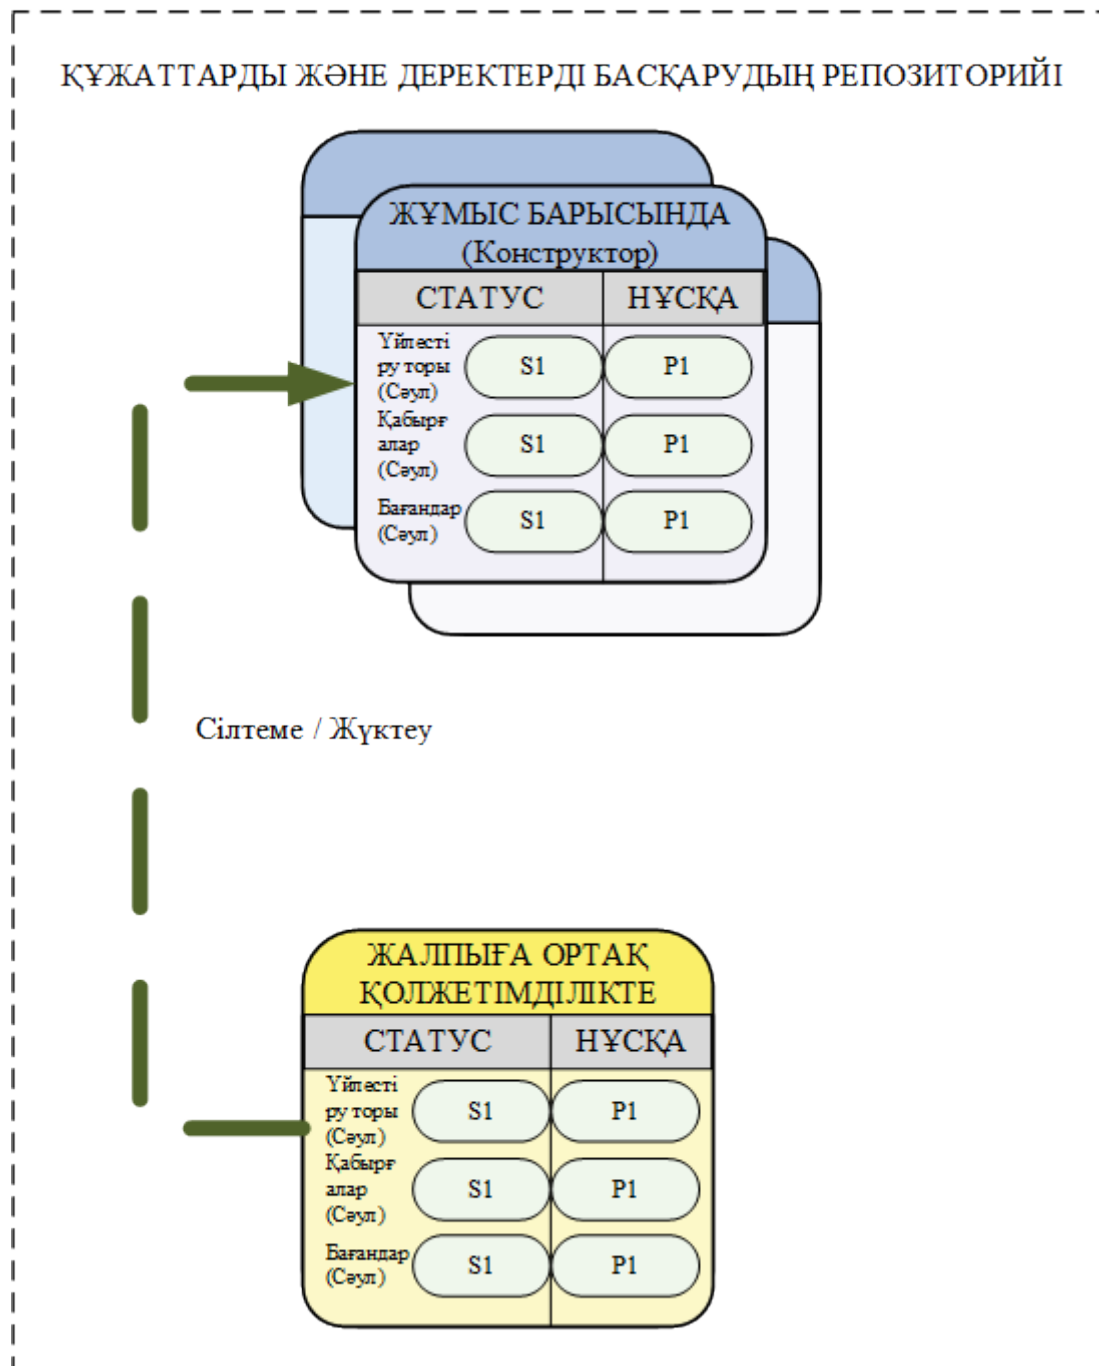 ҚҰЖАТТАРДЫ ЖӘНЕ ДЕРЕКТЕРДІ БАСҚАРУДЫҢ РЕПОЗИТОРИЙІ
ЖҰМЫС БАРЫСЫНДА
(Конструктор)
СТАТУС НҰСҚА
Үйлесті
ру торы
(Сәул)
S1 P1
Қабырғ
алар
(Сәул)
S1 P1
Бағандар
(Сәул)
S1 P1
Сілтеме / Жүктеу
ЖАЛПЫҒА ОРТАҚ
ҚОЛЖЕТІМДІЛІКТЕ
СТАТУС НҰСҚА
Үйлесті
ру торы
(Сәул)
S1 P1
Қабырғ
алар
(Сәул)
S1 P1
Бағандар
(Сәул)
S1 P1